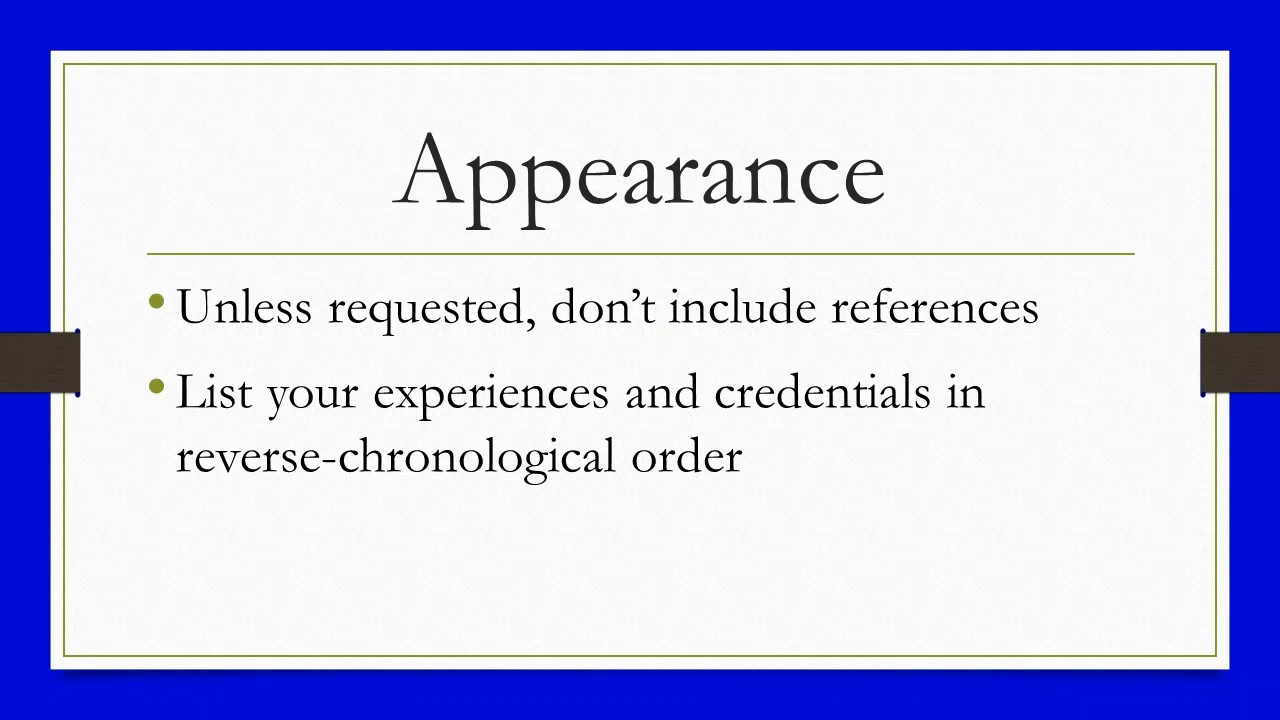 Appearance
• Unless requested, don’t include references
• List your experiences and credentials in
reverse-chronological order